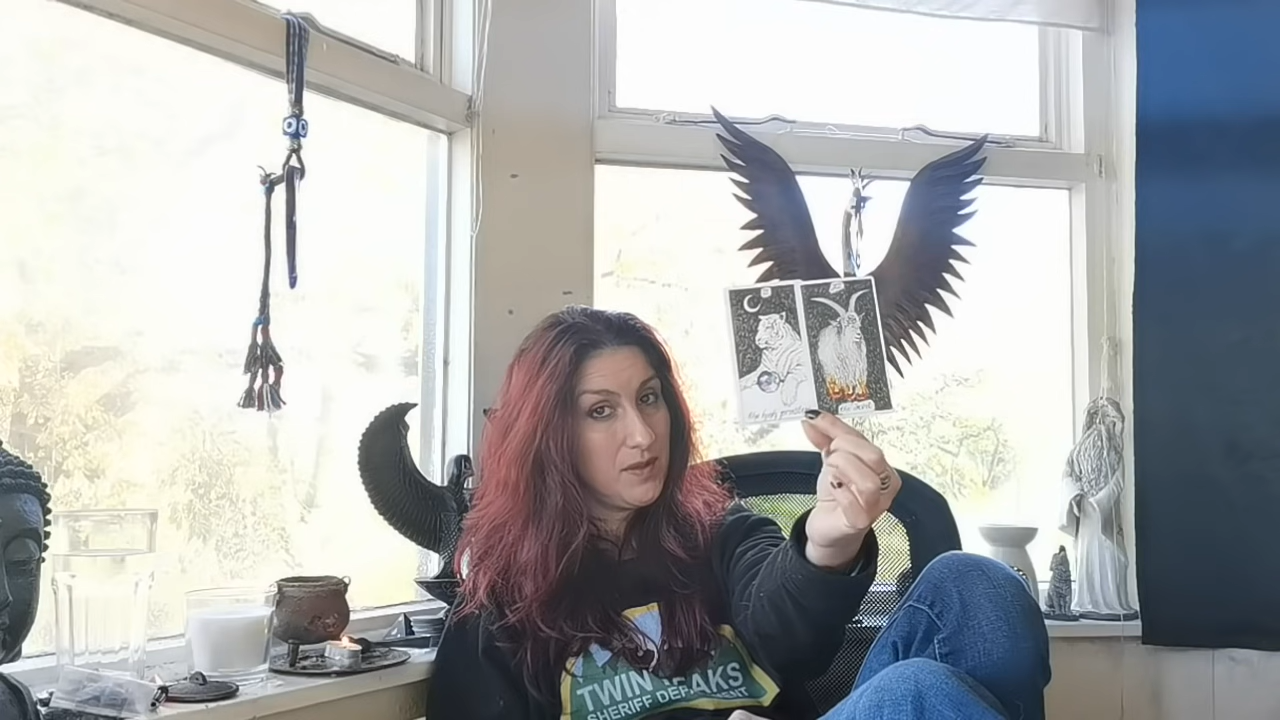 the high priestess
the devil
TWIN PEAKS
SHERIFF DEPARTMENT